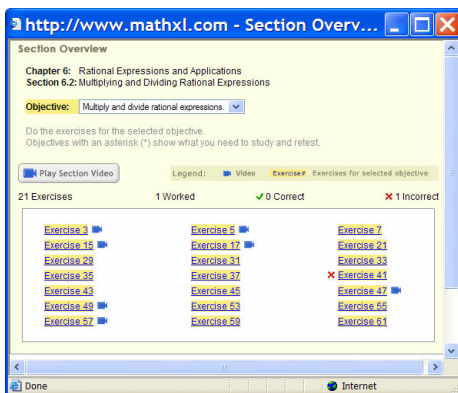 http://www.mathxl.com - Section Overv...
Section Overview
Chapter 6: Rational Expressions and Applications
Section 6.2: Multiplying and Dividing Rational Expressions
Objective: Multiply and divide rational expressions.
Do the exercises for the selected objective.
Objectives with an asterisk (*) show what you need to study and retest.
Play Section Video Legend: Video Exercise# Exercises for selected objective
21 Exercises 1 Worked 0 Correct 1 Incorrect
Exercise 3 Exercise 5 Exercise 7
Exercise 15 Exercise 17 Exercise 21
Exercise 29 Exercise 31 Exercise 33
Exercise 35 Exercise 37 Exercise 41
Exercise 43 Exercise 45 Exercise 47
Exercise 49 Exercise 53 Exercise 55
Exercise 57 Exercise 59 Exercise 61
Done Internet